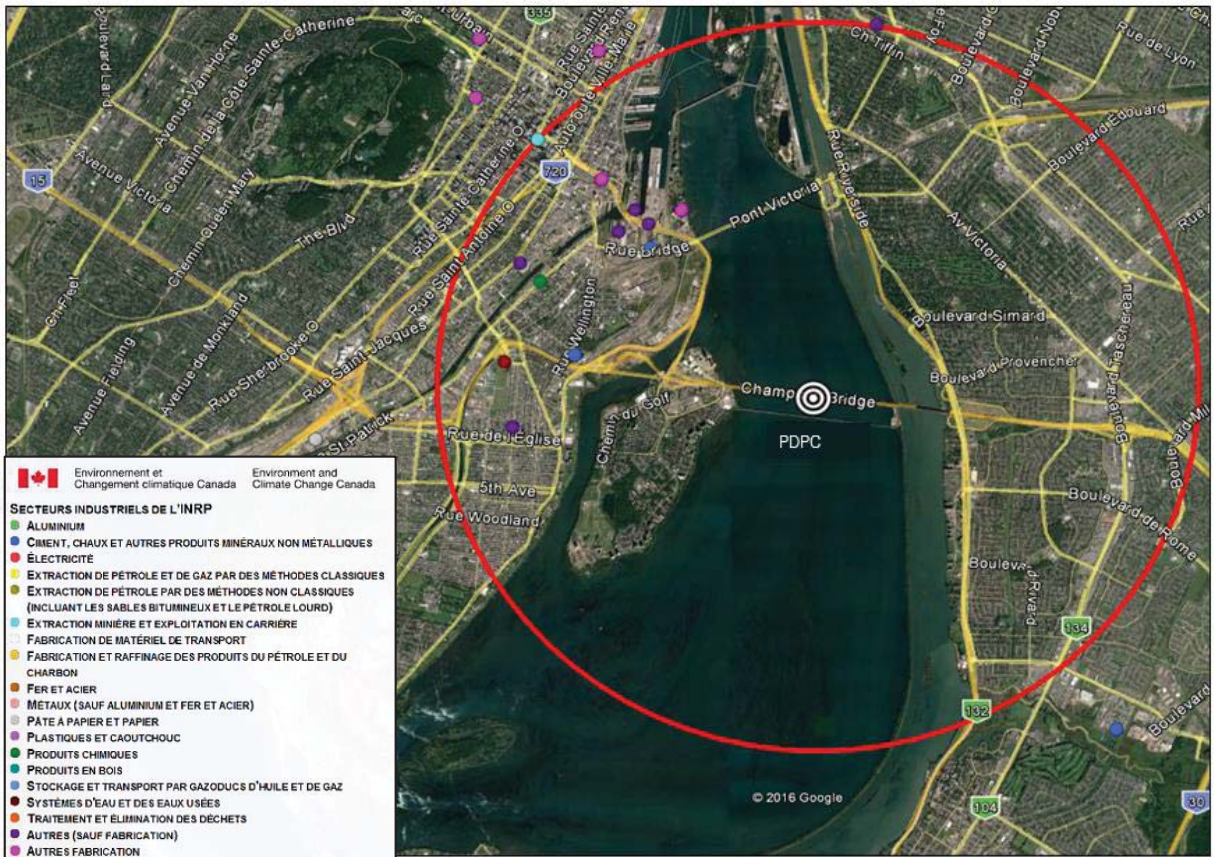 335
Rue de Lyon
Ch Tiffin
Boulevard Édouard
Avenue Van Horne
Chemin de la Côte-Sainte-Catherine
Autoroute Ville-Marie
15
Avenue Victoria
Chemin Queen Mary
The Blvd
Rue Sainte-Catherine O
720
Rue Saint Antoine O
Rue Riverside
Pont Victoria
Av Victoria
Rue Bridge
Ch Fleet
Avenue Fielding
Avenue de Monkland
Rue Sherbrooke O
Rue Saint-Jacques
Rue Wellington
Boulevard Simard
Boulevard Provencher
Boulevard Taschereau
Chemin du Golf
Bridge
PDPC
St Patrick
Rue de l'Église
5th Ave
Rue Woodland
Boulevard de Rome
134
132
Boulevard
104
30
© 2016 Google
Environnement et Changement climatique Canada
Environment and Climate Change Canada
SECTEURS INDUSTRIELS DE L'INRP
ALUMINIUM
CIMENT, CHAUX ET AUTRES PRODUITS MINÉRAUX NON MÉTALLIQUES
ÉLECTRICITÉ
EXTRACTION DE PÉTROLE ET DE GAZ PAR DES MÉTHODES CLASSIQUES
EXTRACTION DE PÉTROLE PAR DES MÉTHODES NON CLASSIQUES
(INCLUANT LES SABLES BITUMINEUX ET LE PÉTROLE LOURD)
EXTRACTION MINIÈRE ET EXPLOITATION EN CARRIÈRE
FABRICATION DE MATÉRIEL DE TRANSPORT
FABRICATION ET RAFFINAGE DES PRODUITS DU PÉTROLE ET DU
CHARBON
FER ET ACIER
MÉTAUX (SAUF ALUMINIUM ET FER ET ACIER)
PÂTE À PAPIER ET PAPIER
PLASTIQUES ET CAOUTCHOUC
PRODUITS CHIMIQUES
PRODUITS EN BOIS
STOCKAGE ET TRANSPORT PAR GAZODUCS D'HUILE ET DE GAZ
SYSTÈMES D'EAU ET DES EAUX USÉES
TRAITEMENT ET ÉLIMINATION DES DÉCHETS
AUTRES (SAUF FABRICATION)
AUTRES FABRICATION